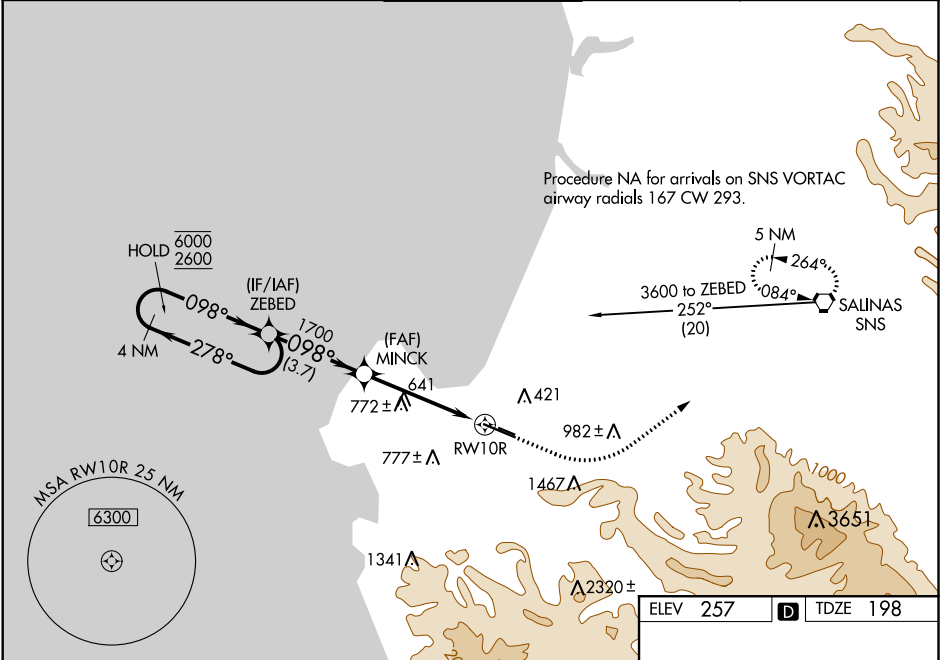 Procedure NA for arrivals on SNS VORTAC
airway radials 167 CW 293.
5 NM
264°
084°
3600 to ZEBED
252°
(20)
SALINAS
SNS
HOLD
6000
2600
(IF/IAF)
ZEBED
098°
278°
4 NM
1700
098°
(3.7)
(FAF)
MINCK
641
772±
421
RW10R
982±
777±
1467
1000
3651
1341
2320±
MSA RW10R 25 NM
6300
ELEV 257 D TDZE 198